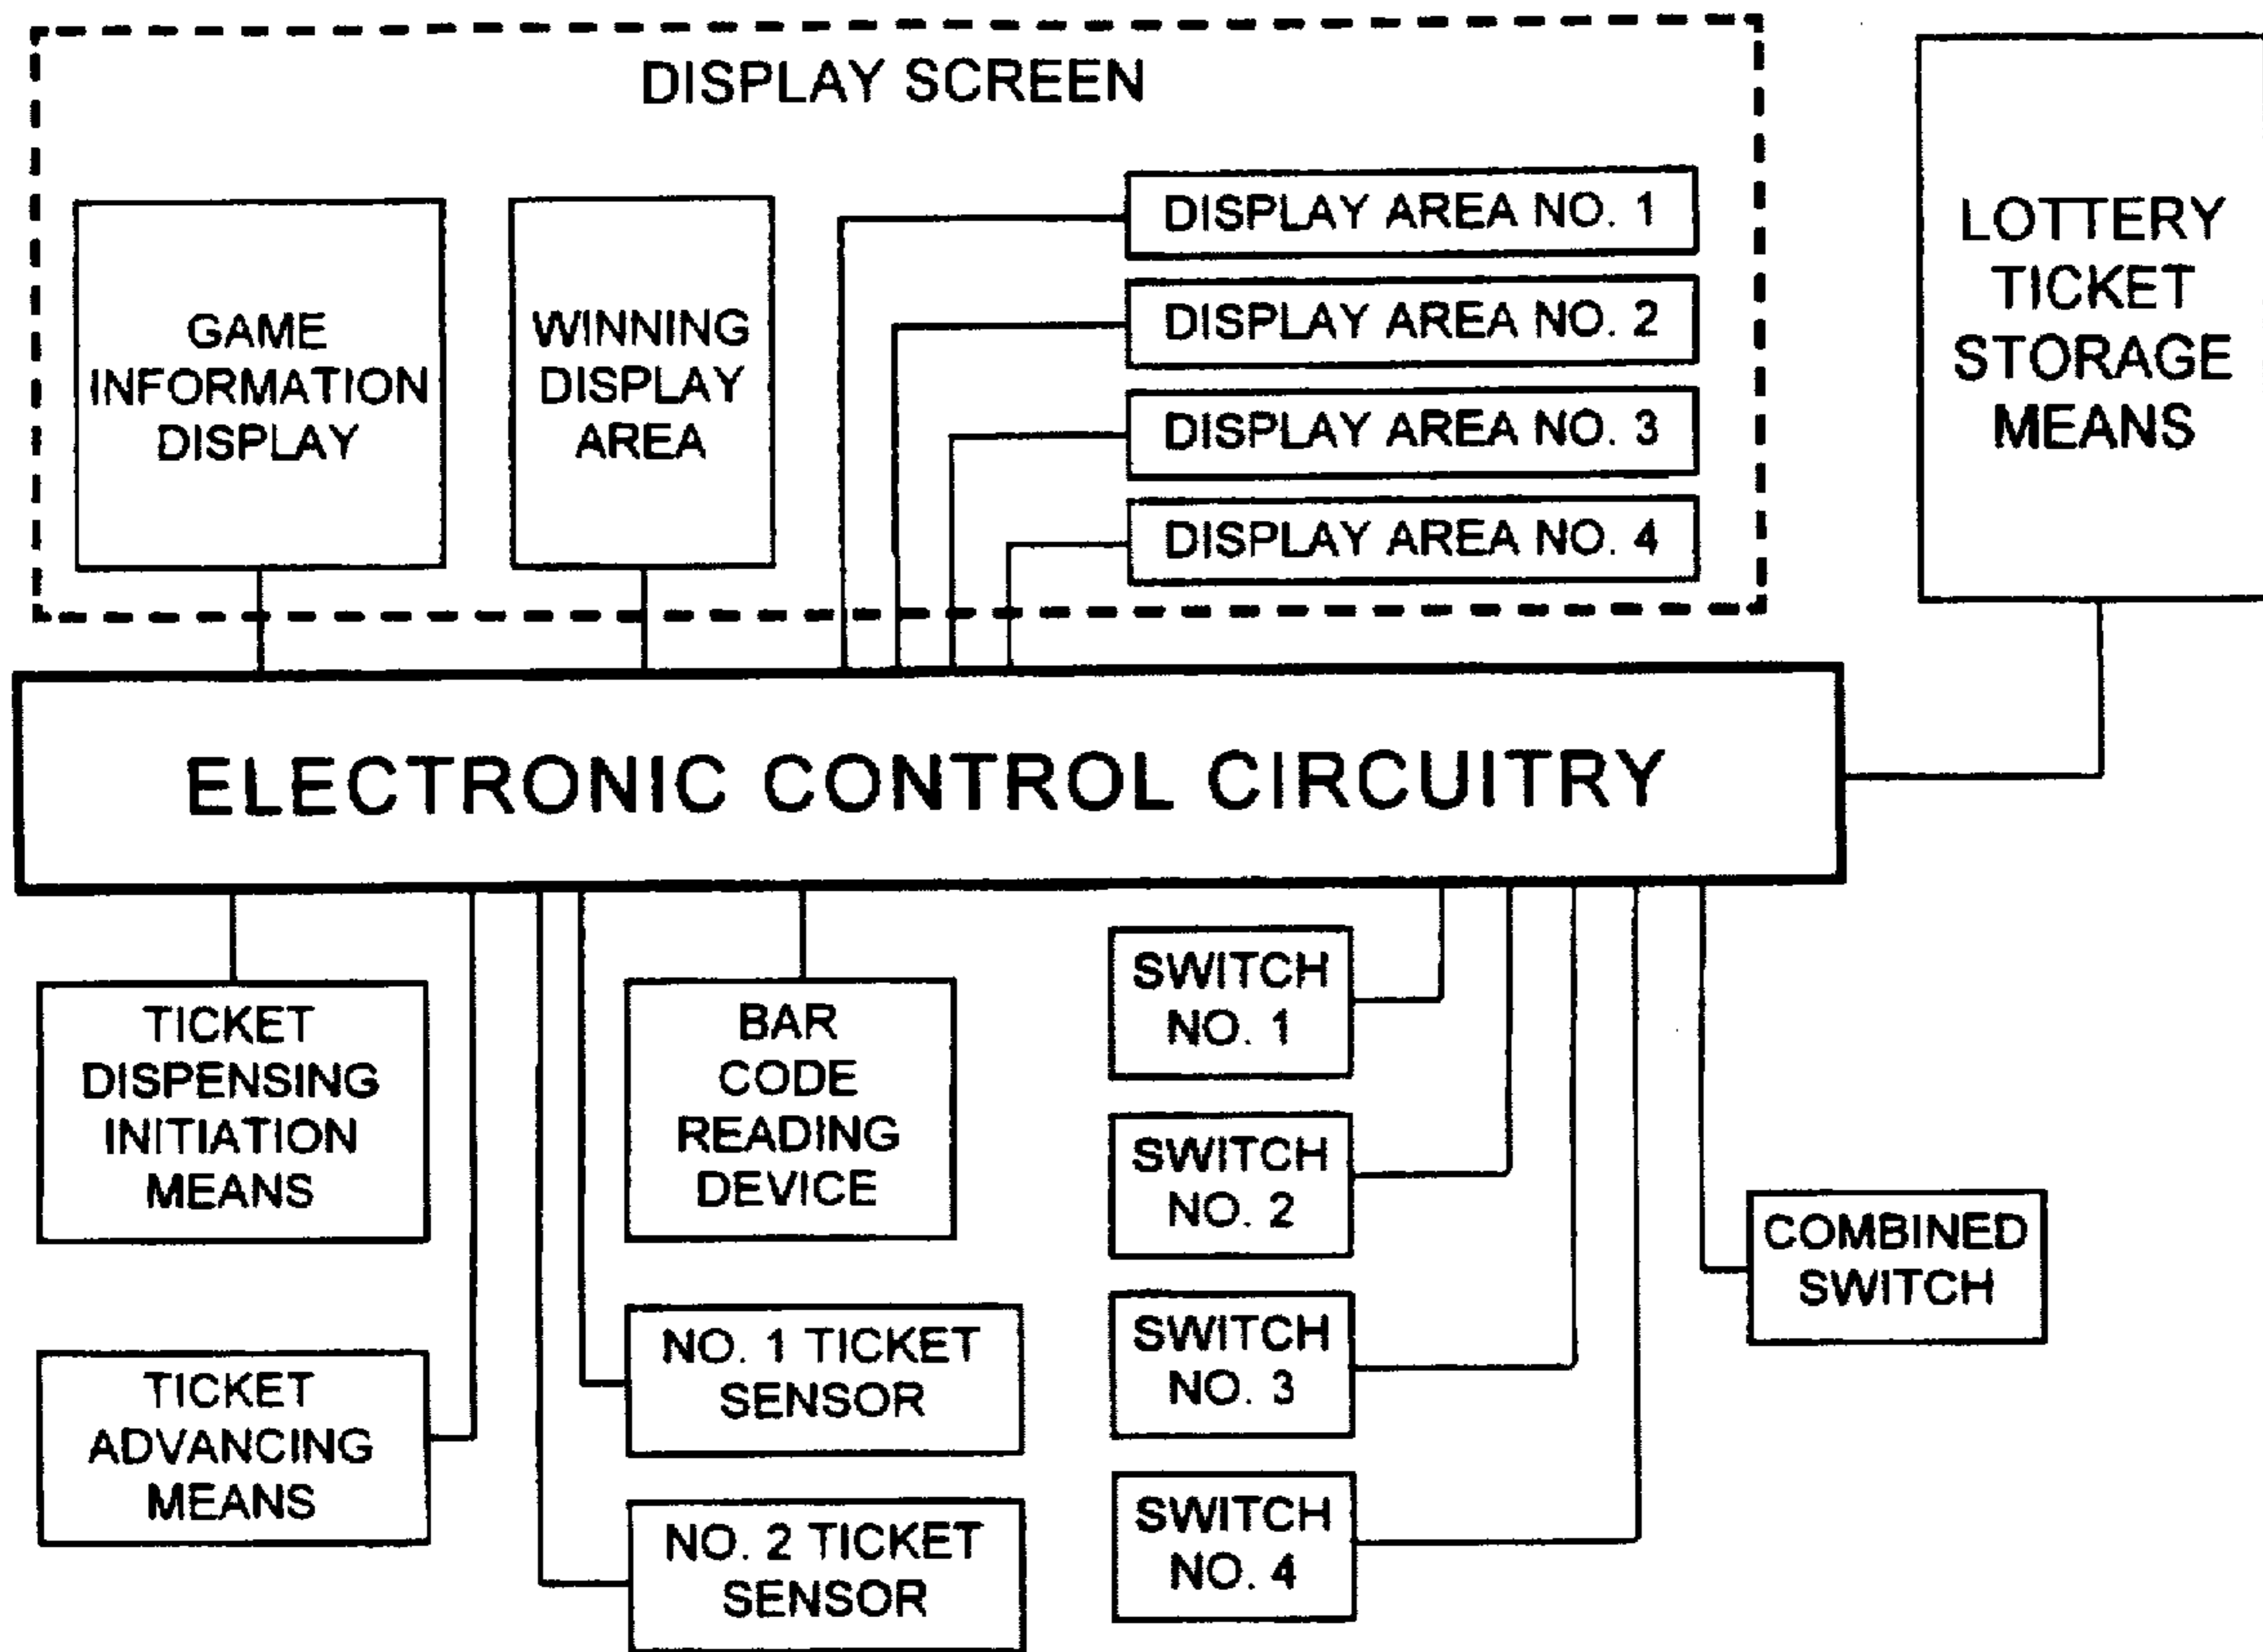 DISPLAY SCREEN
GAME
INFORMATION
DISPLAY
WINNING
DISPLAY
AREA
DISPLAY AREA NO. 1
DISPLAY AREA NO. 2
DISPLAY AREA NO. 3
DISPLAY AREA NO. 4
LOTTERY
TICKET
STORAGE
MEANS
ELECTRONIC CONTROL CIRCUITRY
TICKET
DISPENSING
INITIATION
MEANS
TICKET
ADVANCING
MEANS
BAR
CODE
READING
DEVICE
NO. 1 TICKET
SENSOR
NO. 2 TICKET
SENSOR
SWITCH
NO. 1
SWITCH
NO. 2
SWITCH
NO. 3
SWITCH
NO. 4
COMBINED
SWITCH